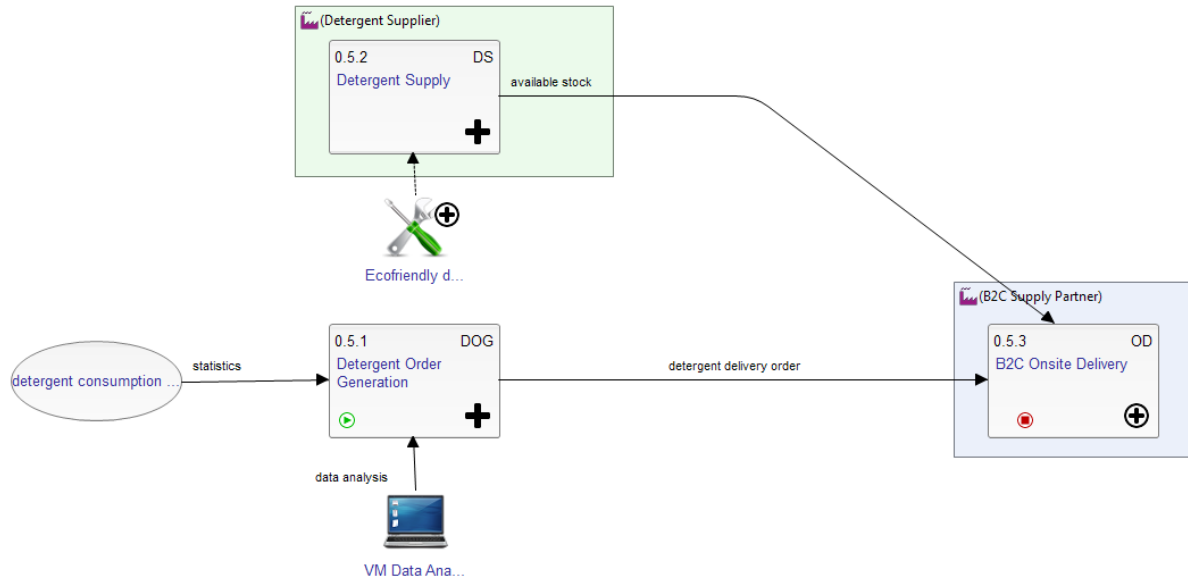 (Detergent Supplier)
0.5.2 DS
Detergent Supply
available stock
Ecofriendly d...
(B2C Supply Partner)
0.5.1 DOG
Detergent Order
Generation
0.5.3 OD
B2C Onsite Delivery
statistics
detergent consumption ...
detergent delivery order
data analysis
VM Data Ana...